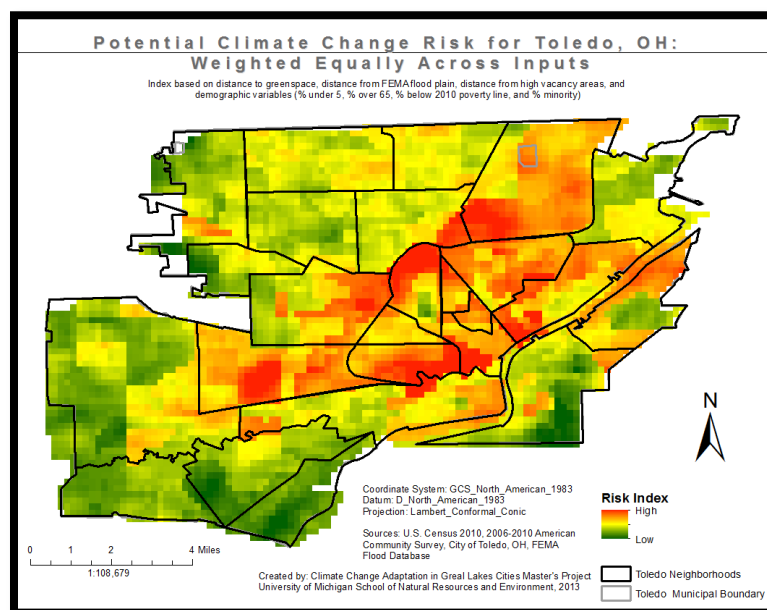 Potential Climate Change Risk for Toledo, OH:
Weighted Equally Across Inputs
Index based on distance to greenspace, distance from FEMA flood plain, distance from high vacancy areas, and
demographic variables (% under 5, % over 65, % below 2010 poverty line, and % minority)
N
Coordinate System: GCS_North_American_1983
Datum: D_North_American_1983
Projection: Lambert_Conformal_Conic
Sources: U.S. Census 2010, 2006-2010 American
Community Survey, City of Toledo, OH, FEMA
Flood Database
Risk Index
High
Low
0 1 2 4 Miles
1:108,679
Created by: Climate Change Adaptation in Great Lakes Cities Master's Project
University of Michigan School of Natural Resources and Environment, 2013
Toledo Neighborhoods
Toledo Municipal Boundary